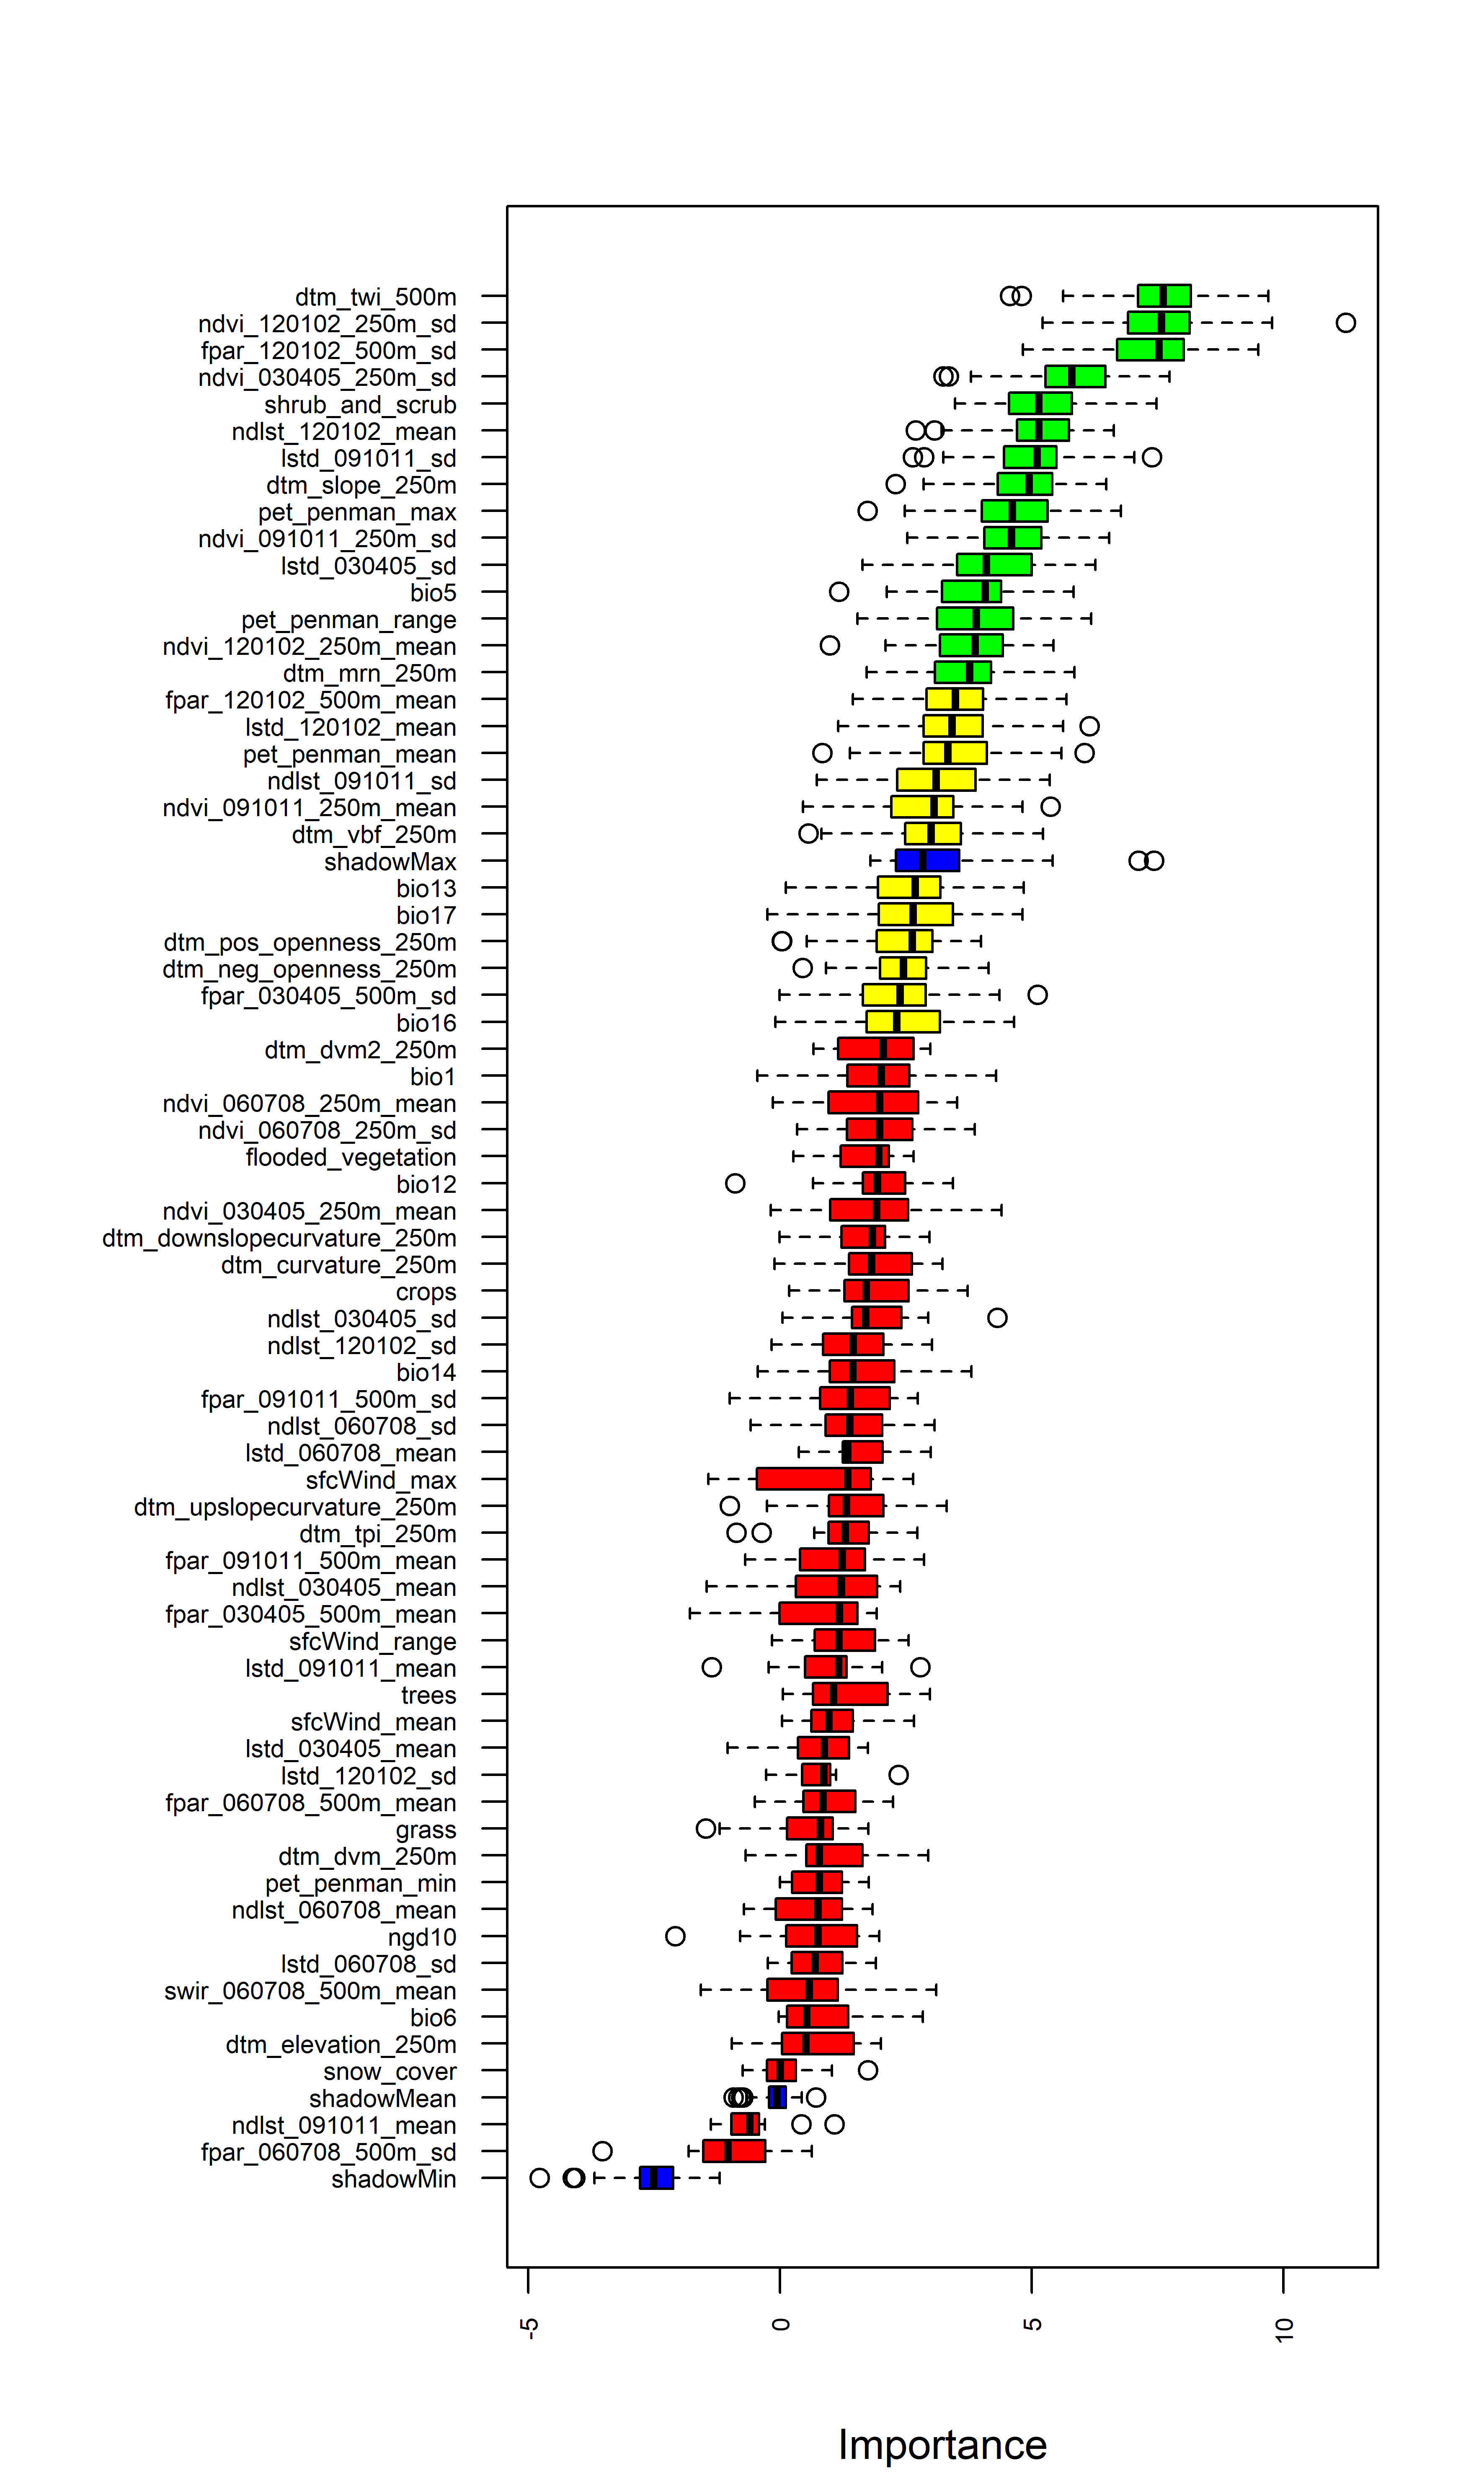 dtm_twi_500m
ndvi_120102_250m_sd
fpar_120102_500m_sd
ndvi_030405_250m_sd
shrub_and_scrub
ndlst_120102_mean
lstd_091011_sd
dtm_slope_250m
pet_penman_max
ndvi_091011_250m_sd
lstd_030405_sd
bio5
pet_penman_range
ndvi_120102_250m_mean
dtm_mrn_250m
fpar_120102_500m_mean
lstd_120102_mean
pet_penman_mean
ndlst_091011_sd
ndvi_091011_250m_mean
dtm_vbf_250m
shadowMax
bio13
bio17
dtm_pos_openness_250m
dtm_neg_openness_250m
fpar_030405_500m_sd
bio16
dtm_dvm2_250m
bio1
ndvi_060708_250m_mean
ndvi_060708_250m_sd
flooded_vegetation
bio12
ndvi_030405_250m_mean
dtm_downslopecurvature_250m
dtm_curvature_250m
crops
ndlst_030405_sd
ndlst_120102_sd
bio14
fpar_091011_500m_sd
ndlst_060708_sd
lstd_060708_mean
sfcWind_max
dtm_upslopecurvature_250m
dtm_tpi_250m
fpar_091011_500m_mean
ndlst_030405_mean
fpar_030405_500m_mean
sfcWind_range
lstd_091011_mean
trees
sfcWind_mean
lstd_030405_mean
lstd_120102_sd
fpar_060708_500m_mean
grass
dtm_dvm_250m
pet_penman_min
ndlst_060708_mean
ngd10
lstd_060708_sd
swir_060708_500m_mean
bio6
dtm_elevation_250m
snow_cover
shadowMean
ndlst_091011_mean
fpar_060708_500m_sd
shadowMin
-5 0 5 10
Importance